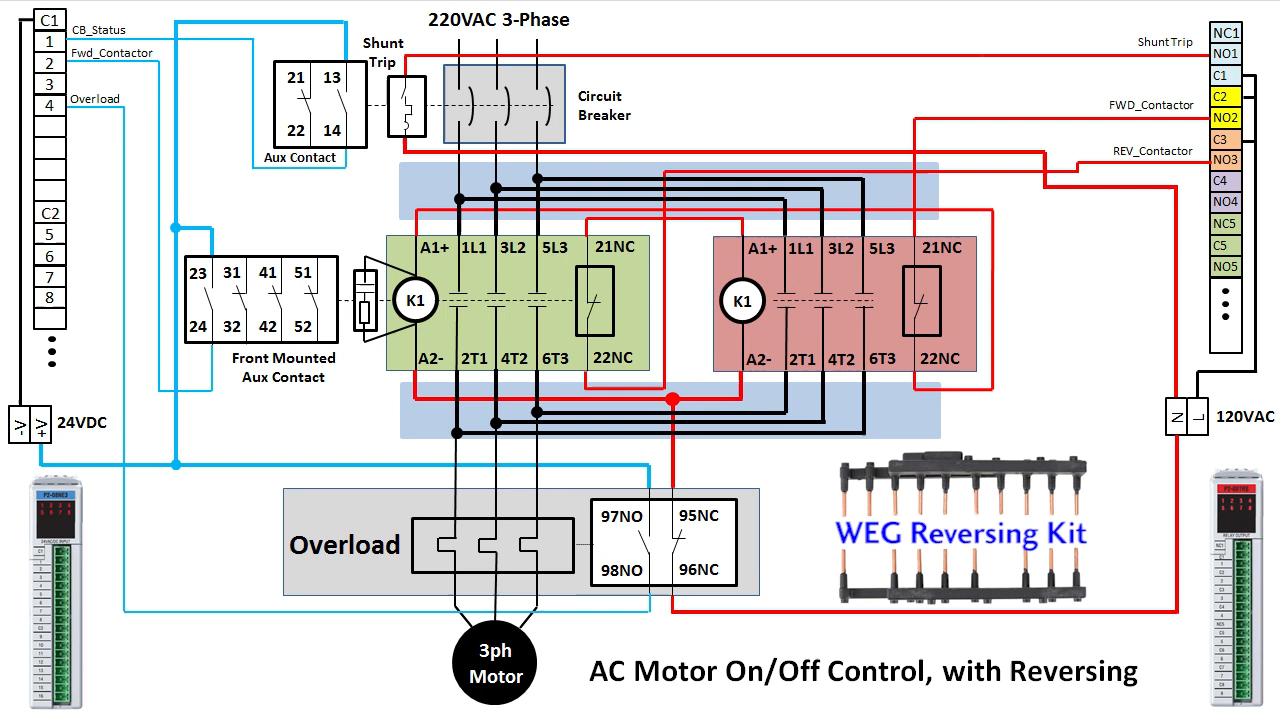 220VAC 3-Phase
C1
1
2
3
4
C2
5
6
7
8
CB_Status
Fwd_Contactor
Overload
Shunt
Trip
21 13
22 14
Aux Contact
Circuit
Breaker
ShuntTrip
FWD_Contactor
REV_Contactor
NC1
NO1
C1
C2
NO2
C3
NO3
C4
NO4
NC5
C5
NO5
23 31 41 51
24 32 42 52
Front Mounted
Aux Contact
A1+ 1L1 3L2 5L3 21NC
K1
A2- 2T1 4T2 6T3 22NC
A1+ 1L1 3L2 5L3 21NC
K1
A2- 2T1 4T2 6T3 22NC
-V +V
24VDC
N L
120VAC
Overload
97NO 95NC
98NO 96NC
WEG Reversing Kit
3ph
Motor
AC Motor On/Off Control, with Reversing